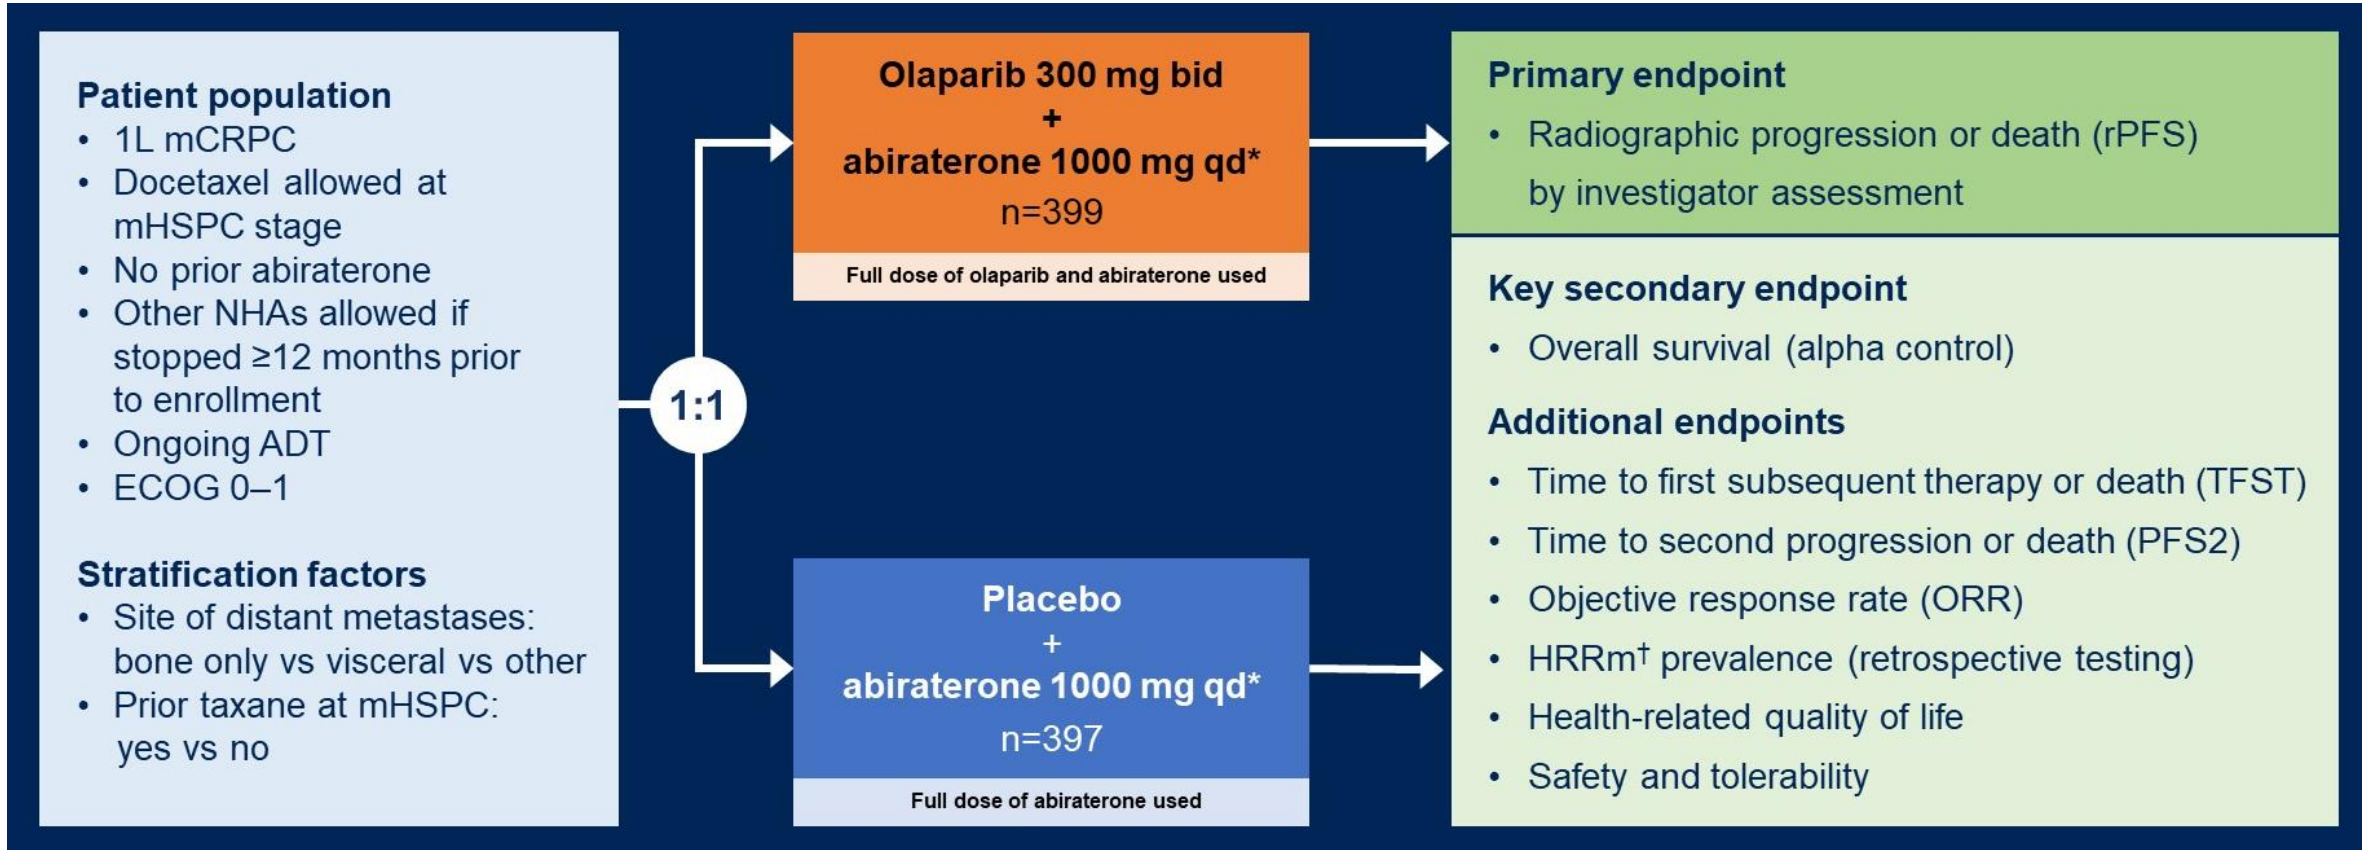 Patient population
• 1L mCRPC
• Docetaxel allowed at
mHSPC stage
• No prior abiraterone
• Other NHAs allowed if
stopped ≥12 months prior
to enrollment
• Ongoing ADT
• ECOG 0–1
Stratification factors
• Site of distant metastases:
bone only vs visceral vs other
• Prior taxane at mHSPC:
yes vs no
1:1
Olaparib 300 mg bid
+
abiraterone 1000 mg qd*
n=399
Full dose of olaparib and abiraterone used
Placebo
+
abiraterone 1000 mg qd*
n=397
Full dose of abiraterone used
Primary endpoint
• Radiographic progression or death (rPFS)
by investigator assessment
Key secondary endpoint
• Overall survival (alpha control)
Additional endpoints
• Time to first subsequent therapy or death (TFST)
• Time to second progression or death (PFS2)
• Objective response rate (ORR)
• HRRm† prevalence (retrospective testing)
• Health-related quality of life
• Safety and tolerability